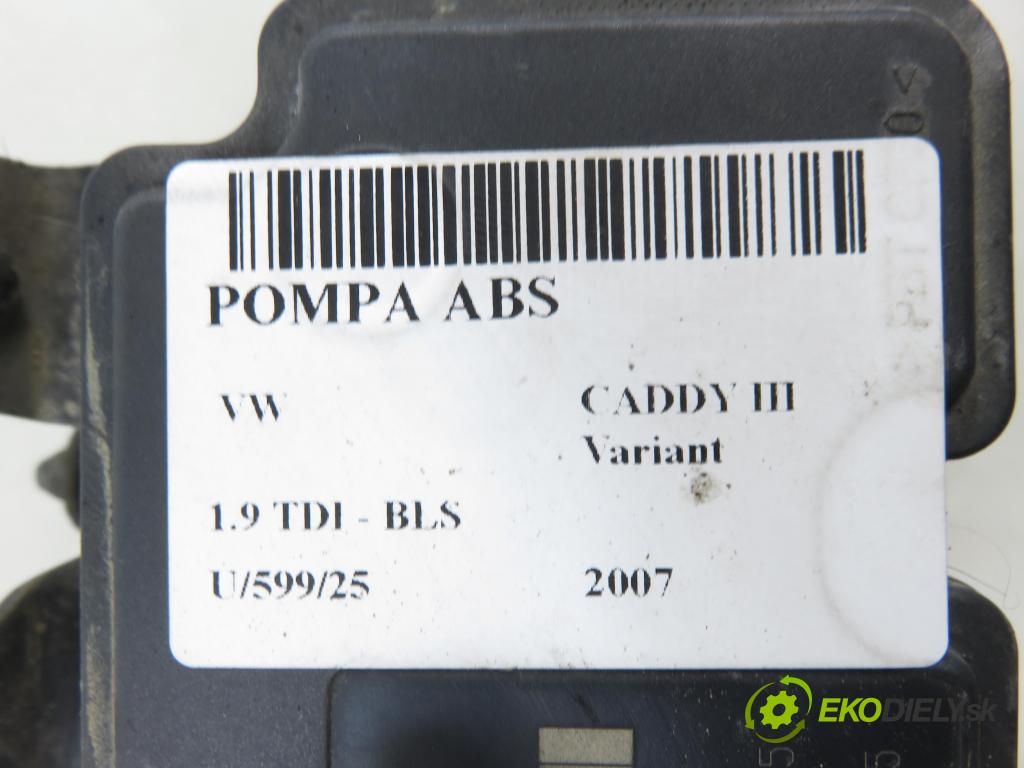 POMPA ABS
VW
CADDY III
Variant
1.9 TDI - BLS
U/599/25
2007
EKODIELY.sk